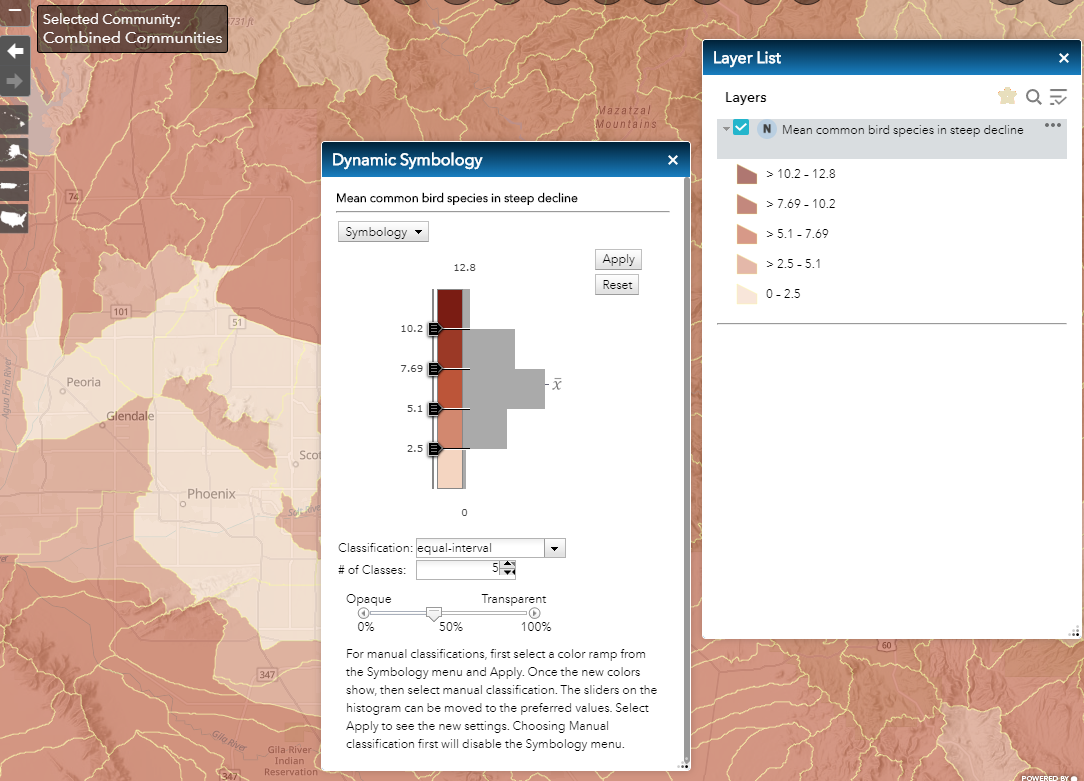 Selected Community:
Combined Communities
5731 ft
Mazatzal
Mountains
74
101
51
Agua Fria River
Peoria
Glendale
Scot
Phoenix
Salt River
347
Gila River
Gila River
Indian
Reservation
347
60
Dynamic Symbology
Mean common bird species in steep decline
Symbology
Apply
Reset
12.8
10.2
7.69
x̅
5.1
2.5
0
Classification: equal-interval
# of Classes: 5
Opaque Transparent
0% 50% 100%
For manual classifications, first select a color ramp from
the Symbology menu and Apply. Once the new colors
show, then select manual classification. The sliders on the
histogram can be moved to the preferred values. Select
Apply to see the new settings. Choosing Manual
classification first will disable the Symbology menu.
Layer List
Layers
N Mean common bird species in steep decline
> 10.2 - 12.8
> 7.69 - 10.2
> 5.1 - 7.69
> 2.5 - 5.1
0 - 2.5
POWERED BY